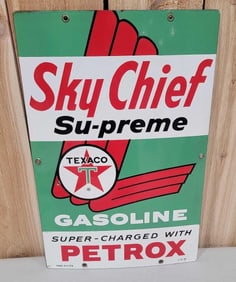 Sky Chief
Su-preme
TEXACO
T
GASOLINE
SUPER-CHARGED WITH
PETROX